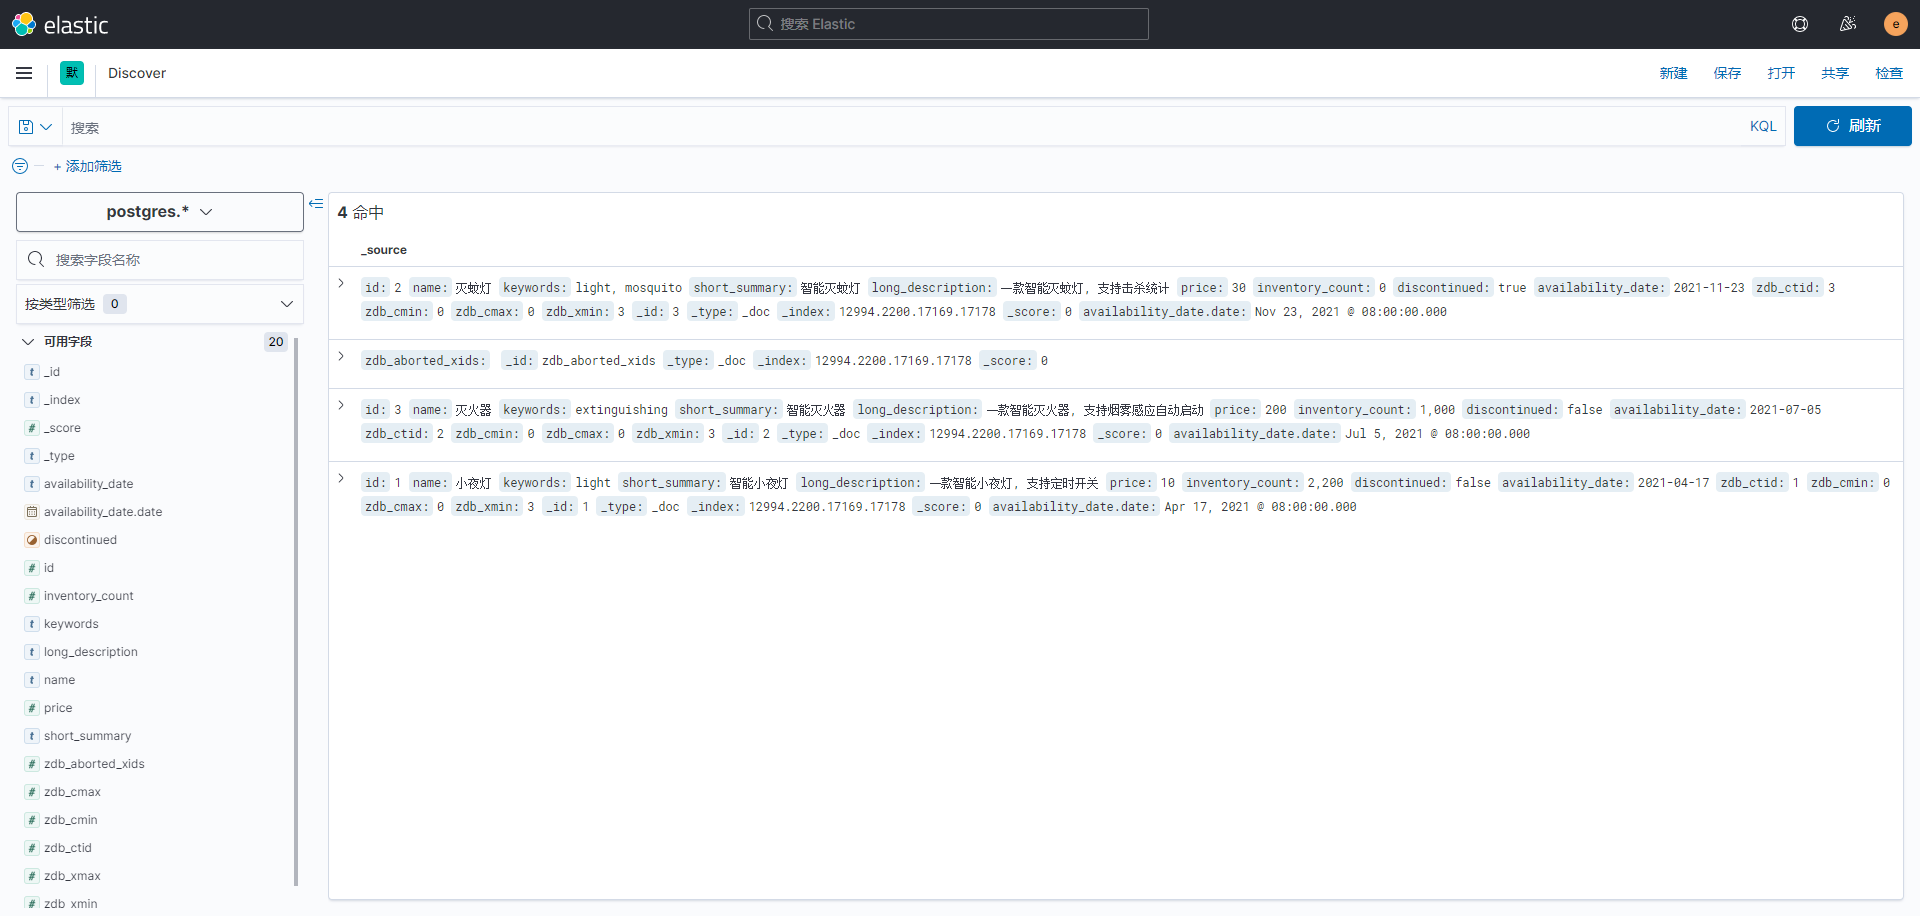 elastic
搜索 Elastic
e
默
Discover
新建 保存 打开 共享 检查
搜索
KQL
刷新
+ 添加筛选
postgres.*
搜索字段名称
按类型筛选 0
可用字段 20
t _id
t _index
# _score
t _type
t availability_date
availability_date.date
discontinued
# id
# inventory_count
t keywords
t long_description
t name
# price
t short_summary
# zdb_aborted_xids
# zdb_cmax
# zdb_cmin
# zdb_ctid
# zdb_xmax
# zdb_xmin
4 命中
_source
id: 2 name: 灭蚊灯 keywords: light, mosquito short_summary: 智能灭蚊灯 long_description: 一款智能灭蚊灯, 支持击杀统计 price: 30 inventory_count: 0 discontinued: true availability_date: 2021-11-23 zdb_ctid: 3
zdb_cmin: 0 zdb_cmax: 0 zdb_xmin: 3 _id: 3 _type: _doc _index: 12994.2200.17169.17178 _score: 0 availability_date.date: Nov 23, 2021 @ 08:00:00.000
zdb_aborted_xids: _id: zdb_aborted_xids _type: _doc _index: 12994.2200.17169.17178 _score: 0
id: 3 name: 灭火器 keywords: extinguishing short_summary: 智能灭火器 long_description: 一款智能灭火器, 支持烟雾感应自动启动 price: 200 inventory_count: 1,000 discontinued: false availability_date: 2021-07-05
zdb_ctid: 2 zdb_cmin: 0 zdb_cmax: 0 zdb_xmin: 3 _id: 2 _type: _doc _index: 12994.2200.17169.17178 _score: 0 availability_date.date: Jul 5, 2021 @ 08:00:00.000
id: 1 name: 小夜灯 keywords: light short_summary: 智能小夜灯 long_description: 一款智能小夜灯, 支持定时开关 price: 10 inventory_count: 2,200 discontinued: false availability_date: 2021-04-17 zdb_ctid: 1 zdb_cmin: 0
zdb_cmax: 0 zdb_xmin: 3 _id: 1 _type: _doc _index: 12994.2200.17169.17178 _score: 0 availability_date.date: Apr 17, 2021 @ 08:00:00.000